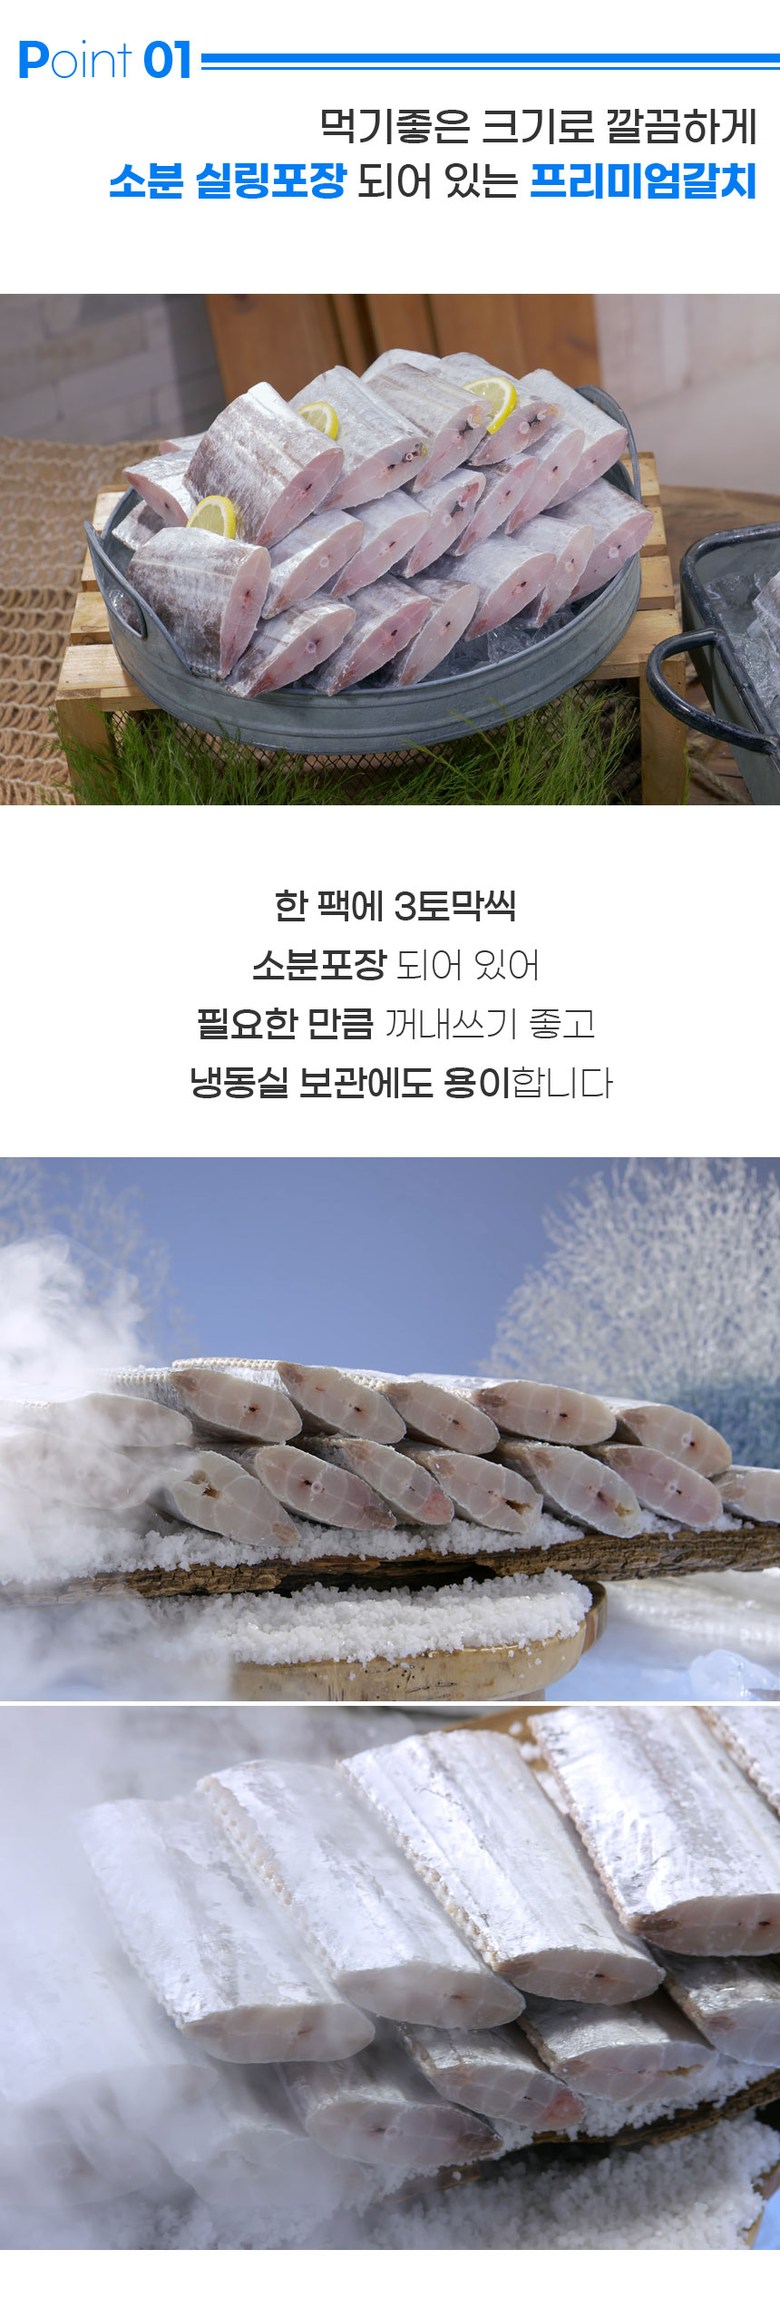 Point 01
먹기좋은 크기로 깔끔하게
소분 실링포장 되어 있는 프리미엄갈치
한 팩에 3토막씩
소분포장 되어 있어
필요한 만큼 꺼내쓰기 좋고
냉동실 보관에도 용이합니다